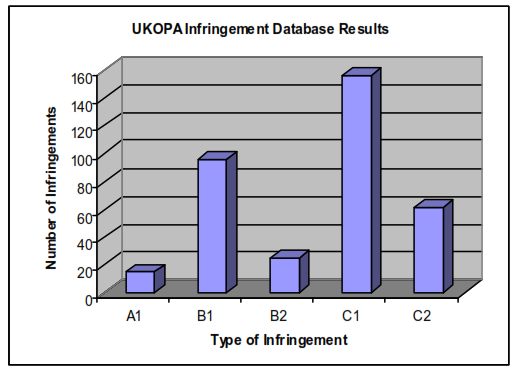 UKOPA Infringement Database Results
Number of Infringements
160
140
120
100
80
60
40
20
0
A1 B1 B2 C1 C2
Type of Infringement